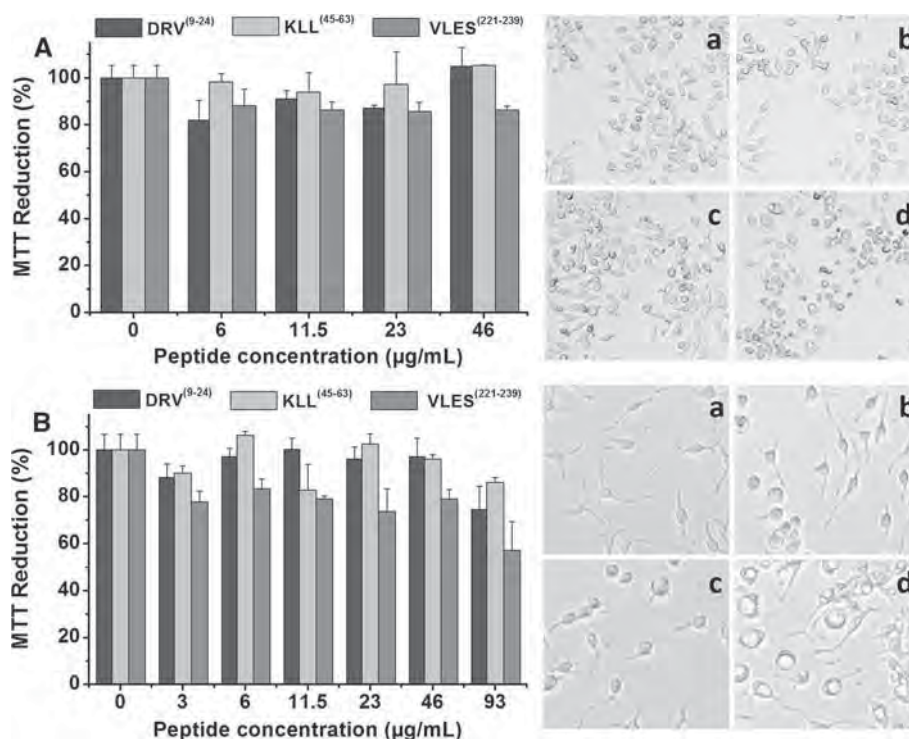 A
DRV(9-24) KLL(45-63) VLES(221-239)
MTT Reduction (%)
100
80
60
40
20
0
0 6 11.5 23 46
Peptide concentration (µg/mL)
a b
c d
B
DRV(9-24) KLL(45-63) VLES(221-239)
MTT Reduction (%)
100
80
60
40
20
0
0 3 6 11.5 23 46 93
Peptide concentration (µg/mL)
a b
c d